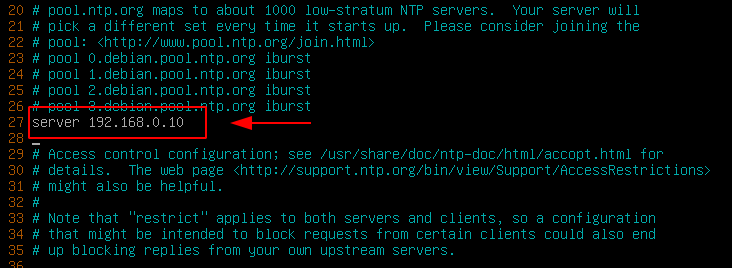 20 # pool.ntp.org maps to about 1000 low-stratum NTP servers.  Your server will
21 # pick a different set every time it starts up.  Please consider joining the
22 # pool: <http://www.pool.ntp.org/join.html>
23 # pool 0.debian.pool.ntp.org iburst
24 # pool 1.debian.pool.ntp.org iburst
25 # pool 2.debian.pool.ntp.org iburst
26 # pool 3.debian.pool.ntp.org iburst
27 server 192.168.0.10
28
29 # Access control configuration; see /usr/share/doc/ntp-doc/html/accopt.html for
30 # details.  The web page <http://support.ntp.org/bin/view/Support/AccessRestrictions>
31 # might also be helpful.
32 #
33 # Note that "restrict" applies to both servers and clients, so a configuration
34 # that might be intended to block requests from certain clients could also end
35 # up blocking replies from your own upstream servers.
36